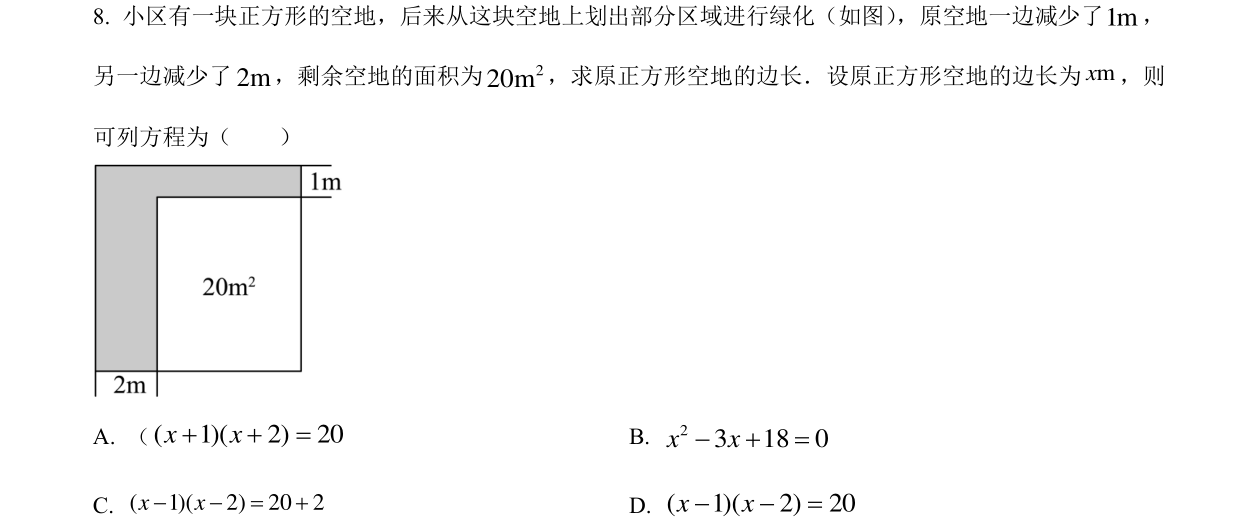 8. 小区有一块正方形的空地，后来从这块空地上划出部分区域进行绿化（如图），原空地一边减少了1m，
另一边减少了2m，剩余空地的面积为20m²，求原正方形空地的边长．设原正方形空地的边长为xm，则
可列方程为（　　）
1m
20m²
2m
A. （(x+1)(x+2)=20
B. x²−3x+18=0
C. (x−1)(x−2)=20+2
D. (x−1)(x−2)=20